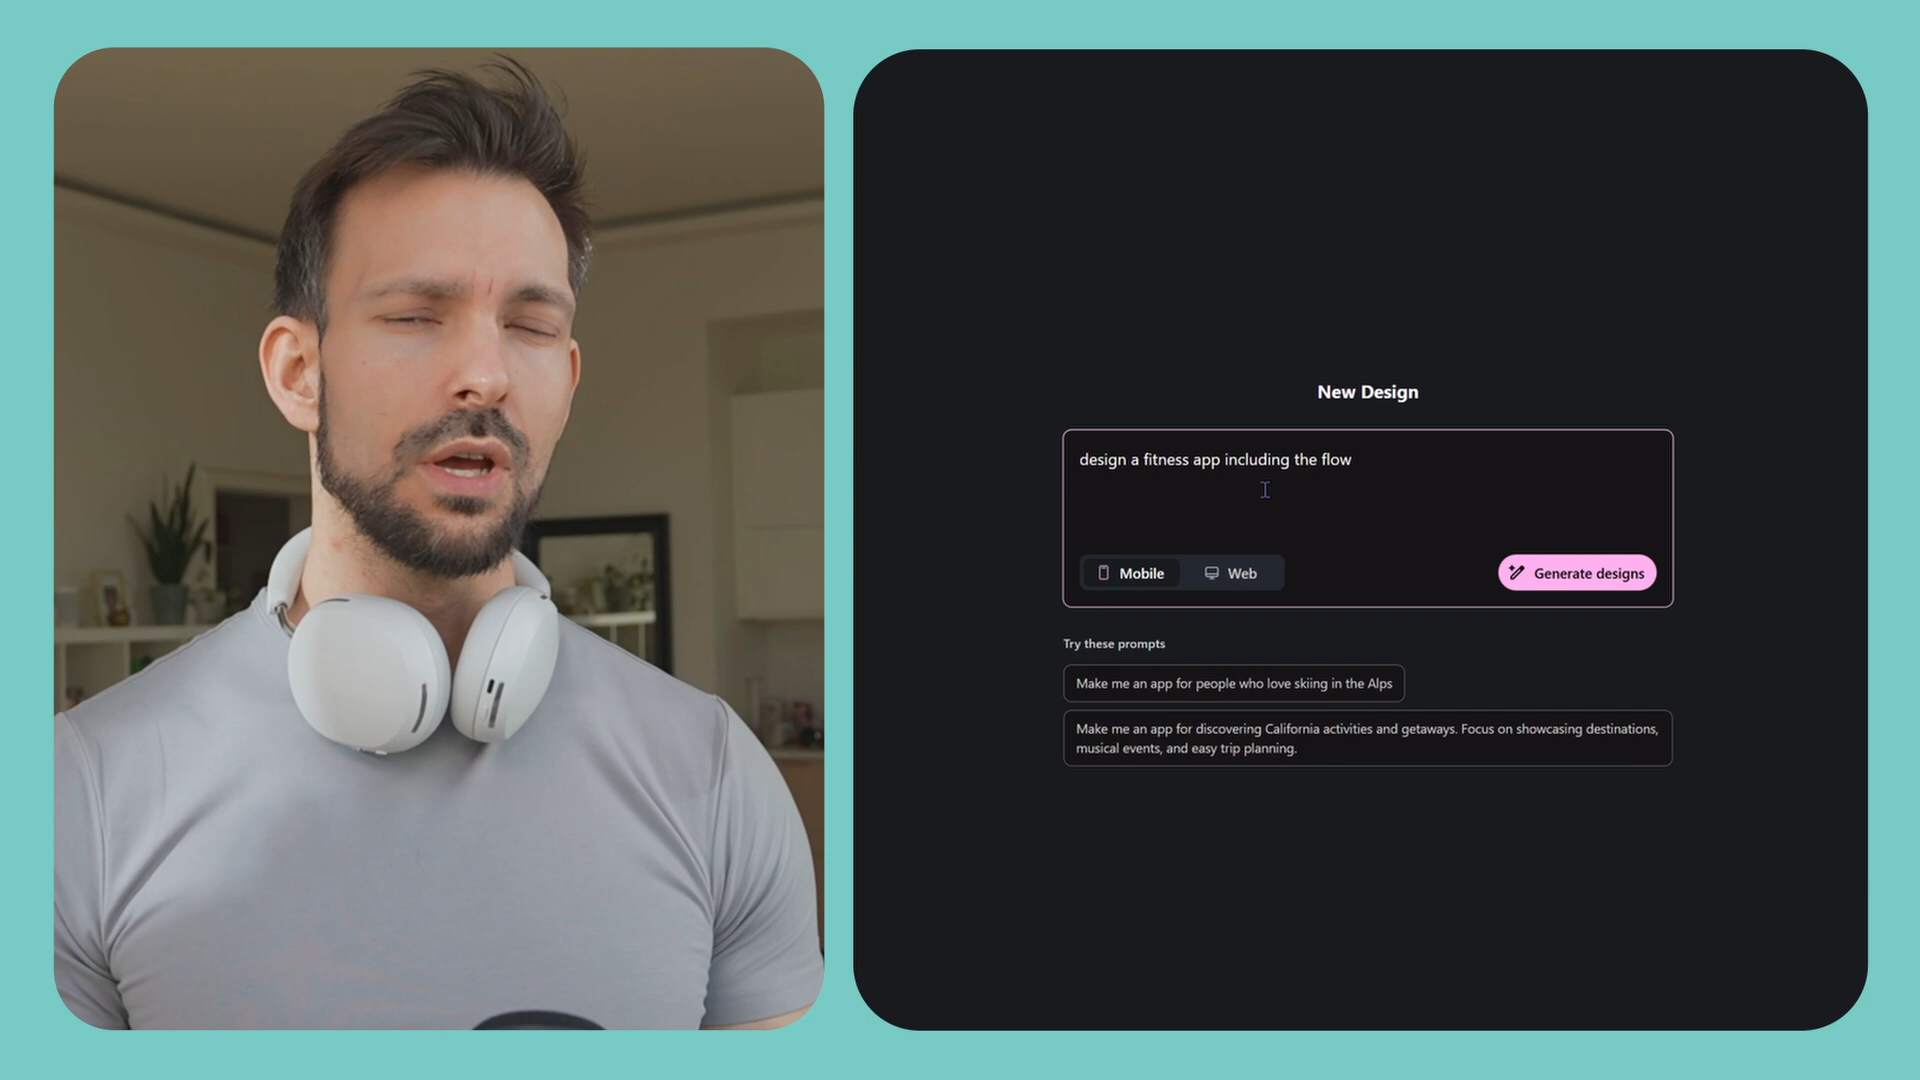 New Design
design a fitness app including the flow
Mobile
Web
Generate designs
Try these prompts
Make me an app for people who love skiing in the Alps
Make me an app for discovering California activities and getaways. Focus on showcasing destinations,
musical events, and easy trip planning.